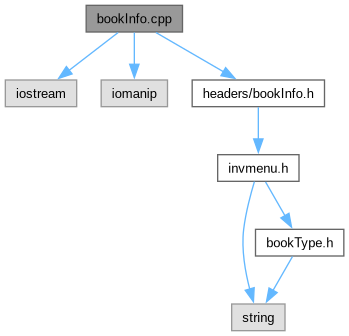 bookInfo.cpp
iostream
iomanip
headers/bookInfo.h
invmenu.h
bookType.h
string